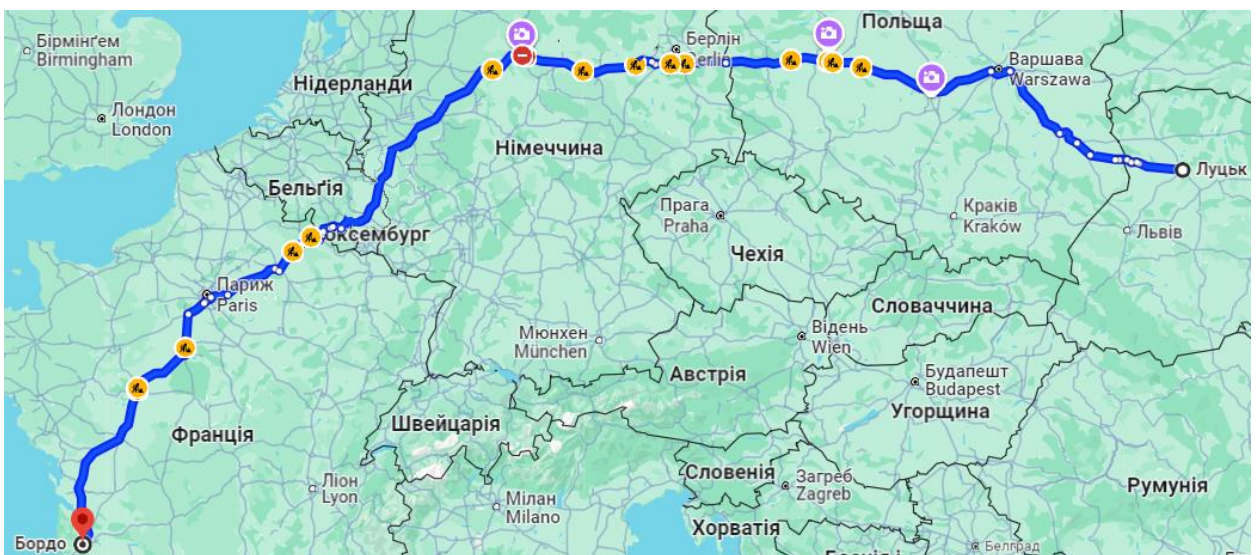 Польща
Бірмінгем
Birmingham
Берлін
Berlin
Варшава
Warszawa
Нідерланди
Лондон
London
Німеччина
Бельгія
Луцьк
Прага
Praha
Краків
Kraków
Львів
Чехія
Париж
Paris
Словаччина
Мюнхен
München
Відень
Wien
Австрія
Будапешт
Budapest
Угорщина
Швейцарія
Франція
Ліон
Lyon
Мілан
Milano
Словенія
Загреб
Zagreb
Румунія
Хорватія
Белград
Бордо